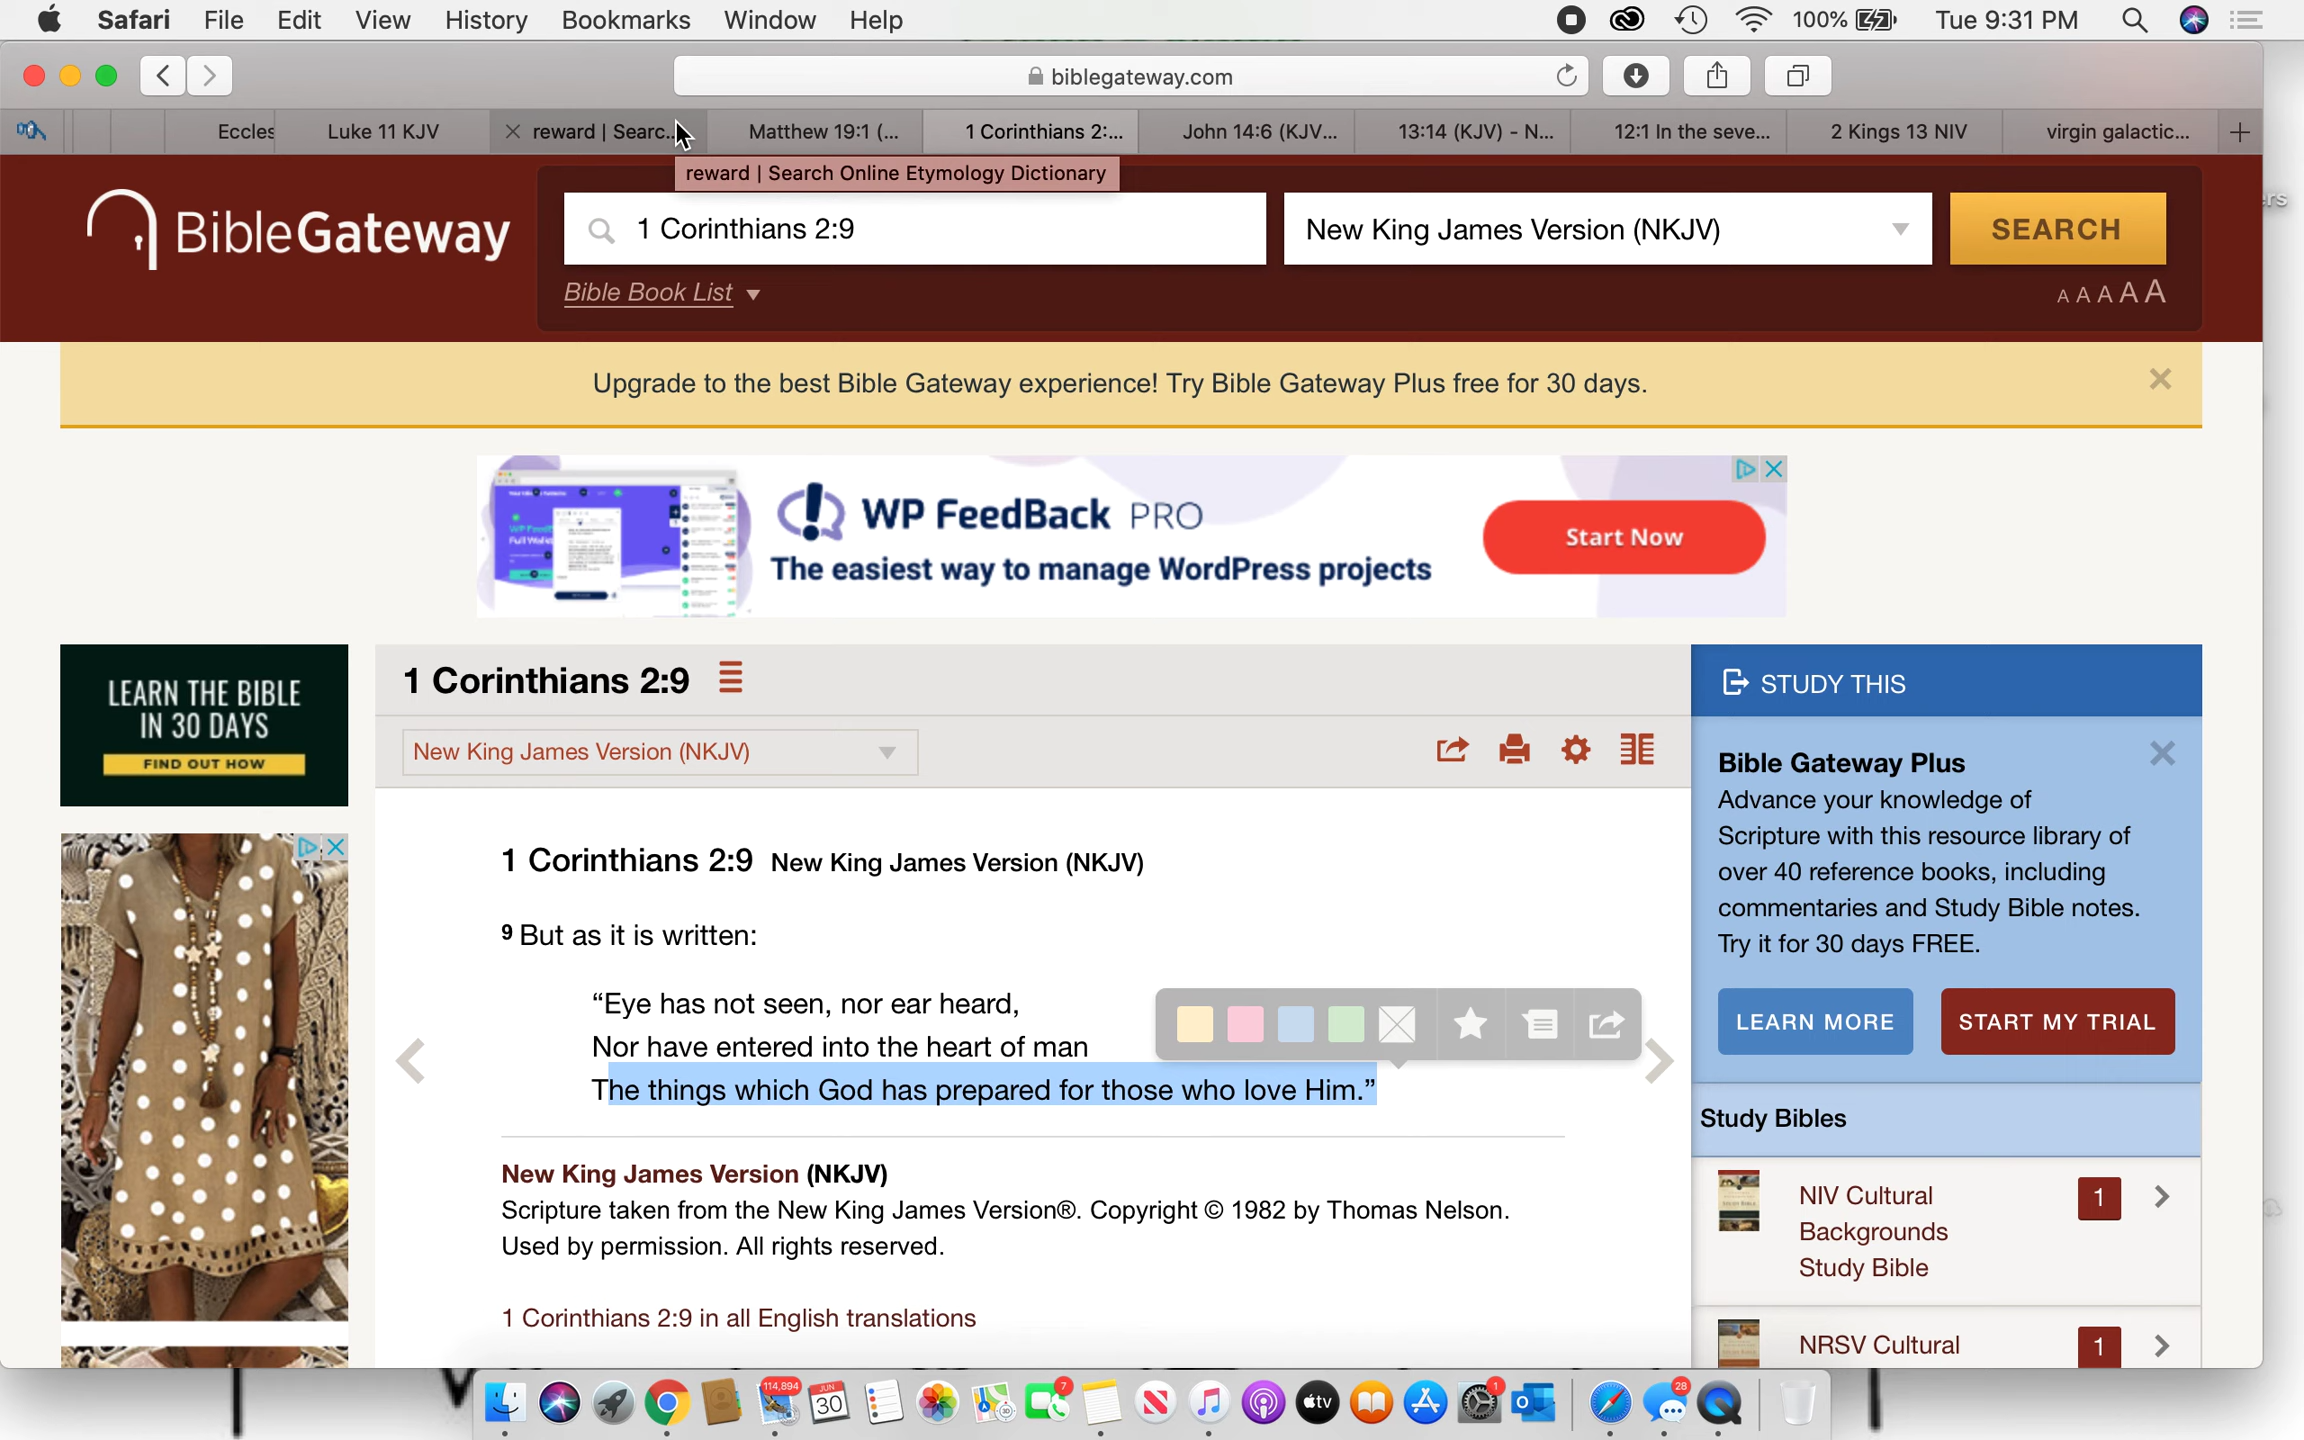 Safari File Edit View History Bookmarks Window Help 100% Tue 9:31 PM
biblegateway.com
Eccles Luke 11 KJV reward | Searc... Matthew 19:1 (... 1 Corinthians 2:... John 14:6 (KJV... 13:14 (KJV) - N... 12:1 In the seve... 2 Kings 13 NIV virgin galactic...
reward | Search Online Etymology Dictionary
BibleGateway
1 Corinthians 2:9
New King James Version (NKJV)
SEARCH
Bible Book List
A A A A A
Upgrade to the best Bible Gateway experience! Try Bible Gateway Plus free for 30 days.
WP FeedBack PRO
The easiest way to manage WordPress projects
Start Now
LEARN THE BIBLE
IN 30 DAYS
FIND OUT HOW
1 Corinthians 2:9
New King James Version (NKJV)
1 Corinthians 2:9 New King James Version (NKJV)
9 But as it is written:
“Eye has not seen, nor ear heard,
Nor have entered into the heart of man
The things which God has prepared for those who love Him.”
New King James Version (NKJV)
Scripture taken from the New King James Version®. Copyright © 1982 by Thomas Nelson.
Used by permission. All rights reserved.
1 Corinthians 2:9 in all English translations
STUDY THIS
Bible Gateway Plus
Advance your knowledge of
Scripture with this resource library of
over 40 reference books, including
commentaries and Study Bible notes.
Try it for 30 days FREE.
LEARN MORE
START MY TRIAL
Study Bibles
NIV Cultural
Backgrounds
Study Bible
1
NRSV Cultural
1
114,894
JUN
30
7
tv
1
28